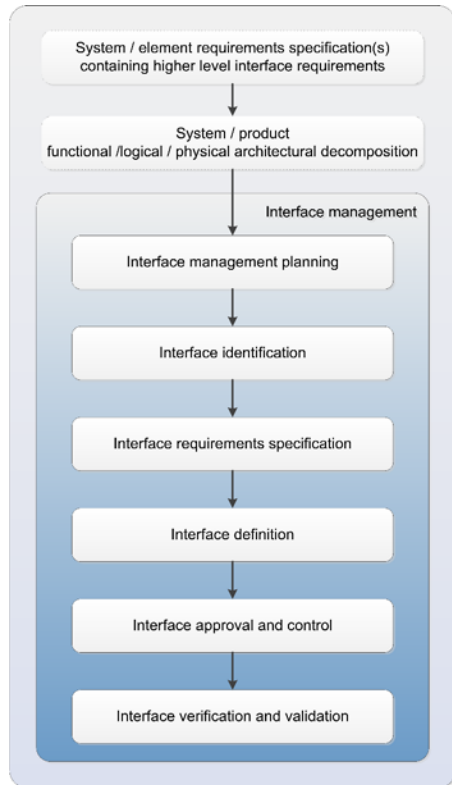 System / element requirements specification(s)
containing higher level interface requirements
System / product
functional /logical / physical architectural decomposition
Interface management
Interface management planning
Interface identification
Interface requirements specification
Interface definition
Interface approval and control
Interface verification and validation